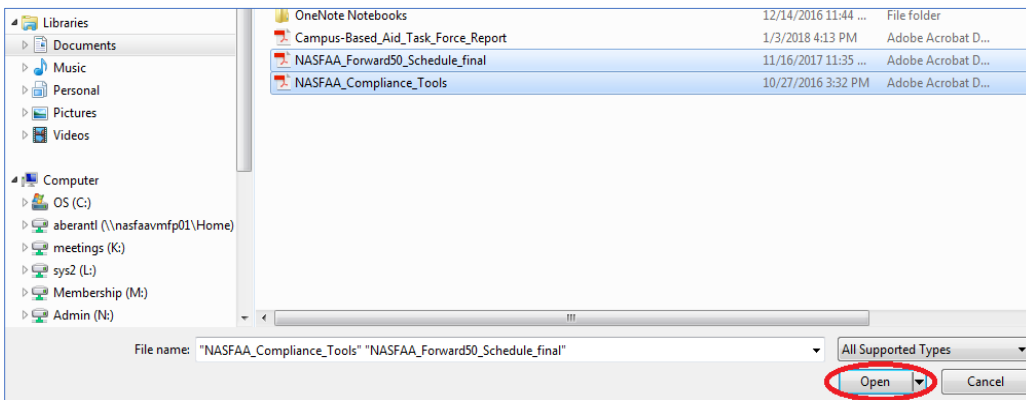 Libraries
Documents
Music
Personal
Pictures
Videos
Computer
OS (C:)
aberantl (\\nasfaavmfp01\Home)
meetings (K:)
sys2 (L:)
Membership (M:)
Admin (N:)
OneNote Notebooks 12/14/2016 11:44 ... File folder
Campus-Based_Aid_Task_Force_Report 1/3/2018 4:13 PM Adobe Acrobat D...
NASFAA_Forward50_Schedule_final 11/16/2017 11:35 ... Adobe Acrobat D...
NASFAA_Compliance_Tools 10/27/2016 3:32 PM Adobe Acrobat D...
File name: "NASFAA_Compliance_Tools" "NASFAA_Forward50_Schedule_final" All Supported Types
Open Cancel